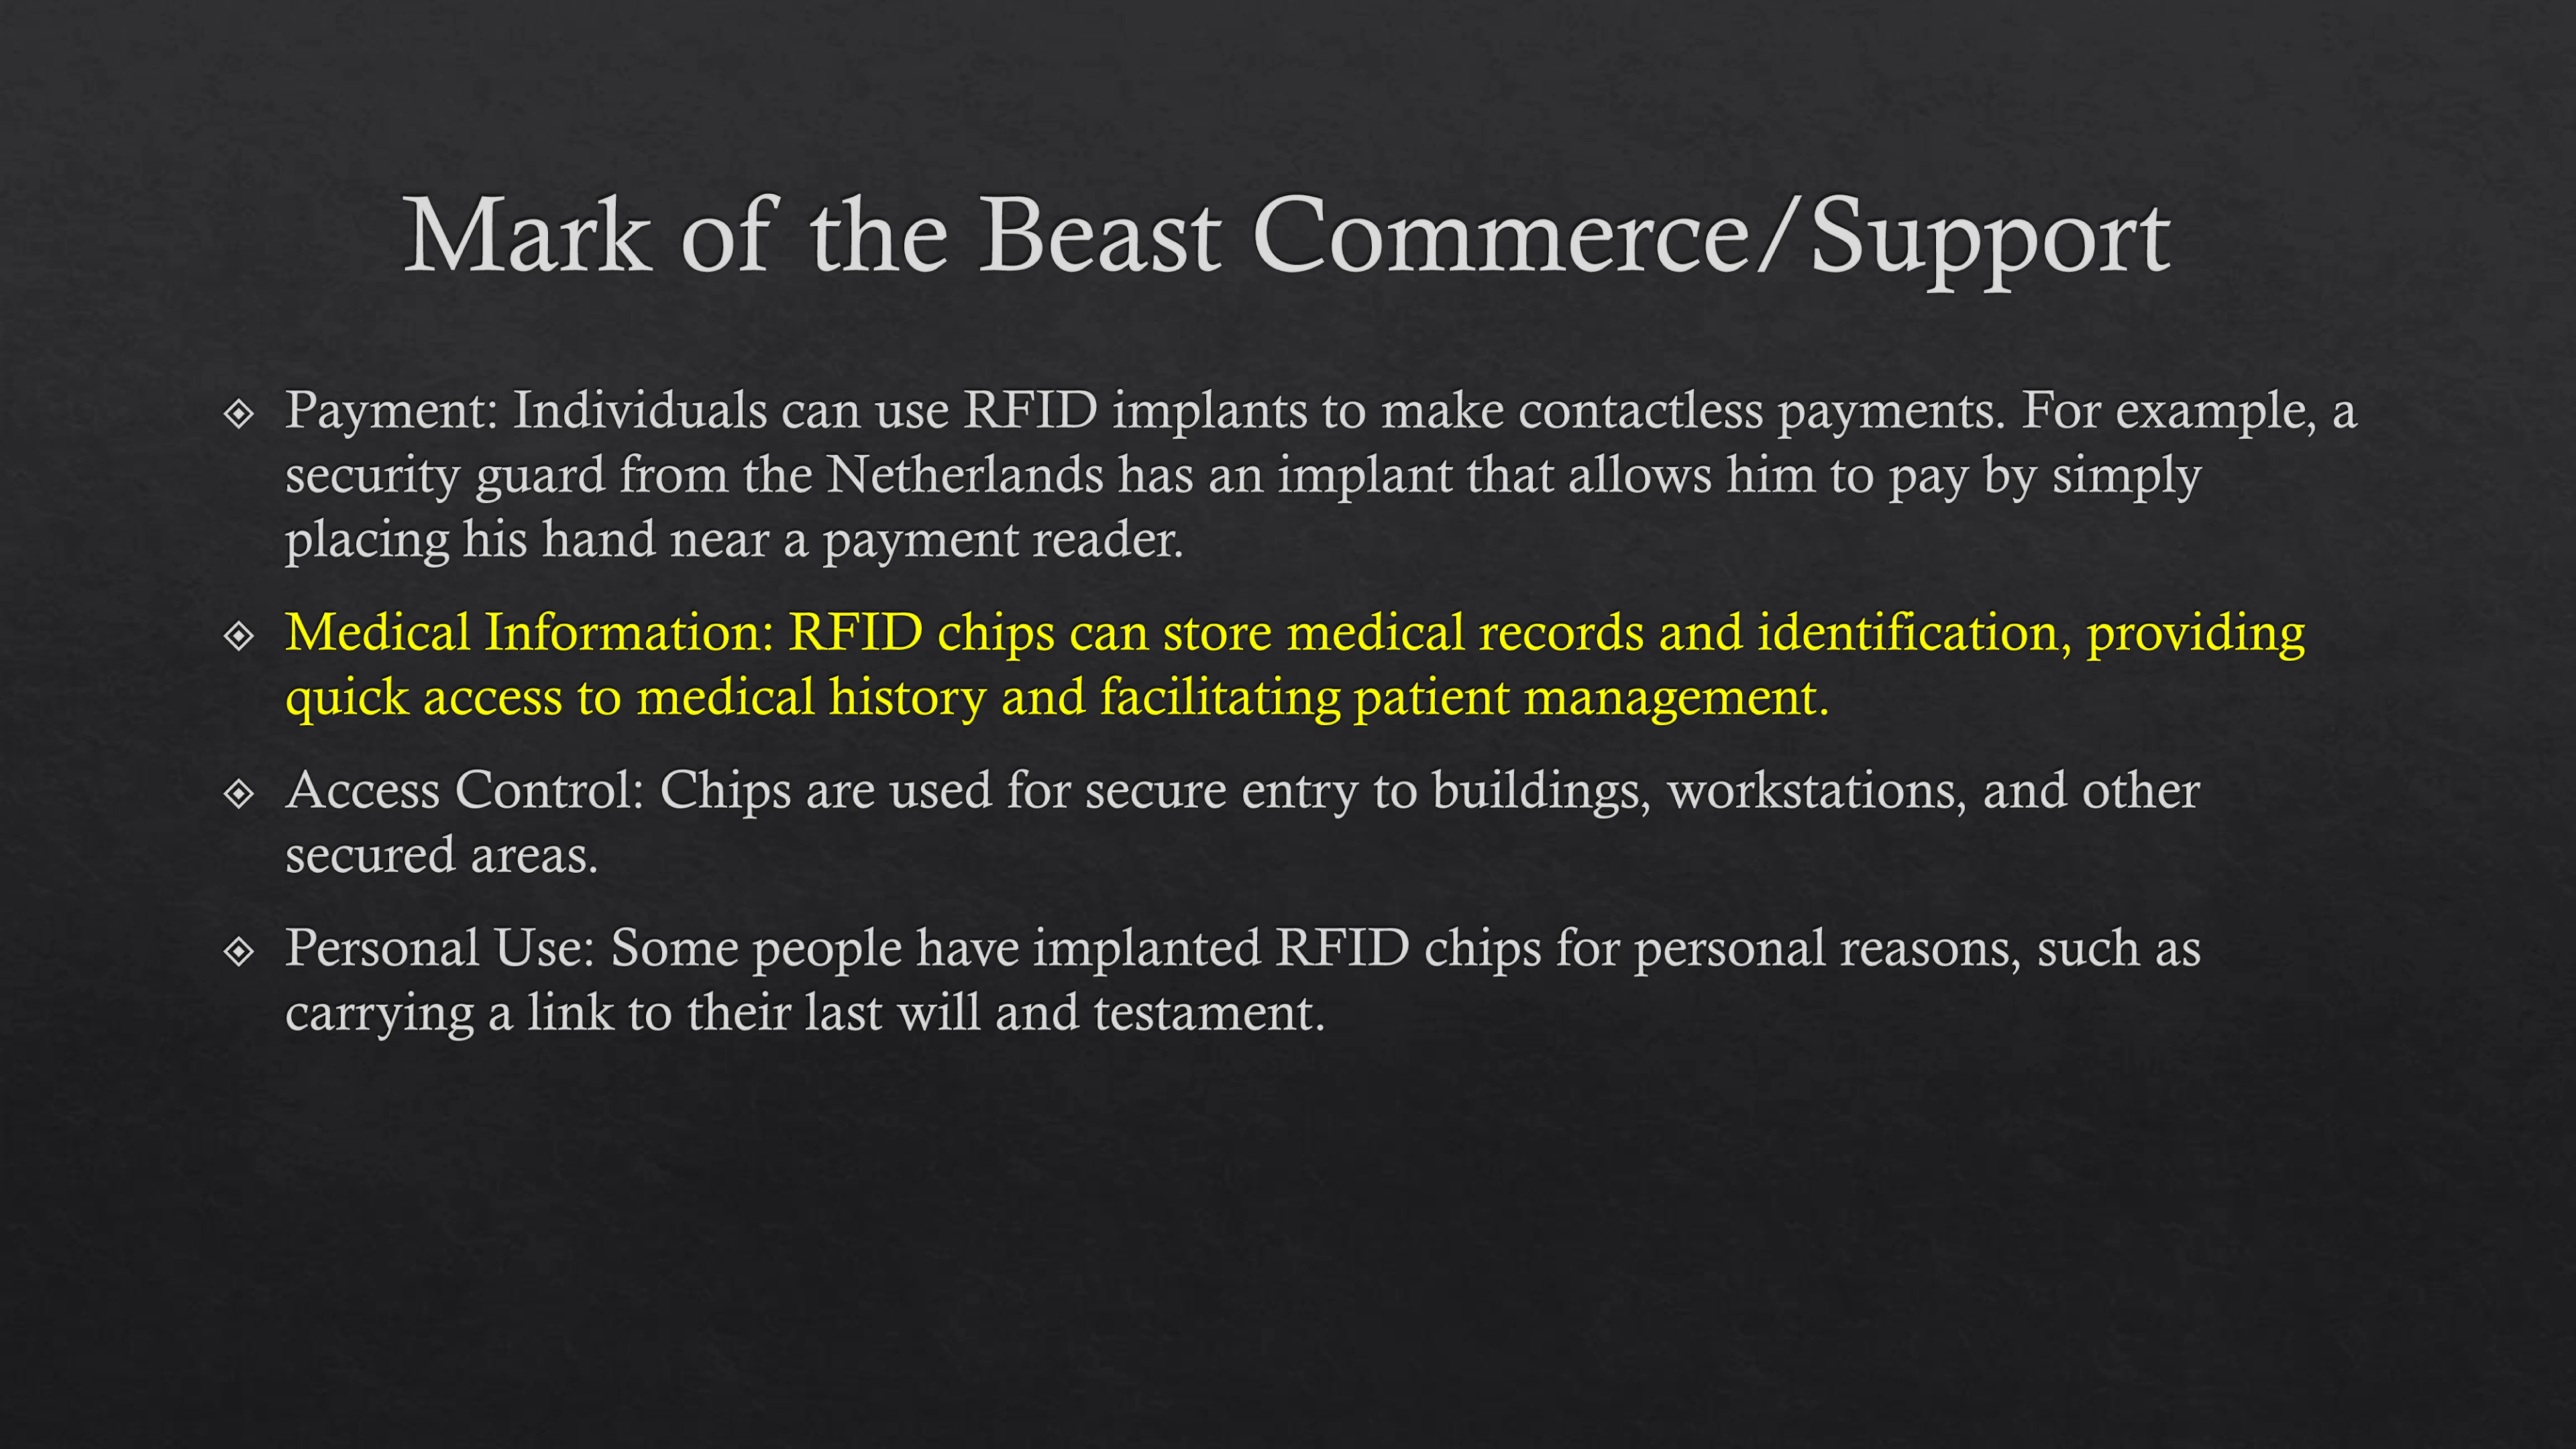 Mark of the Beast Commerce/Support
Payment: Individuals can use RFID implants to make contactless payments. For example, a
security guard from the Netherlands has an implant that allows him to pay by simply
placing his hand near a payment reader.
Medical Information: RFID chips can store medical records and identification, providing
quick access to medical history and facilitating patient management.
Access Control: Chips are used for secure entry to buildings, workstations, and other
secured areas.
Personal Use: Some people have implanted RFID chips for personal reasons, such as
carrying a link to their last will and testament.